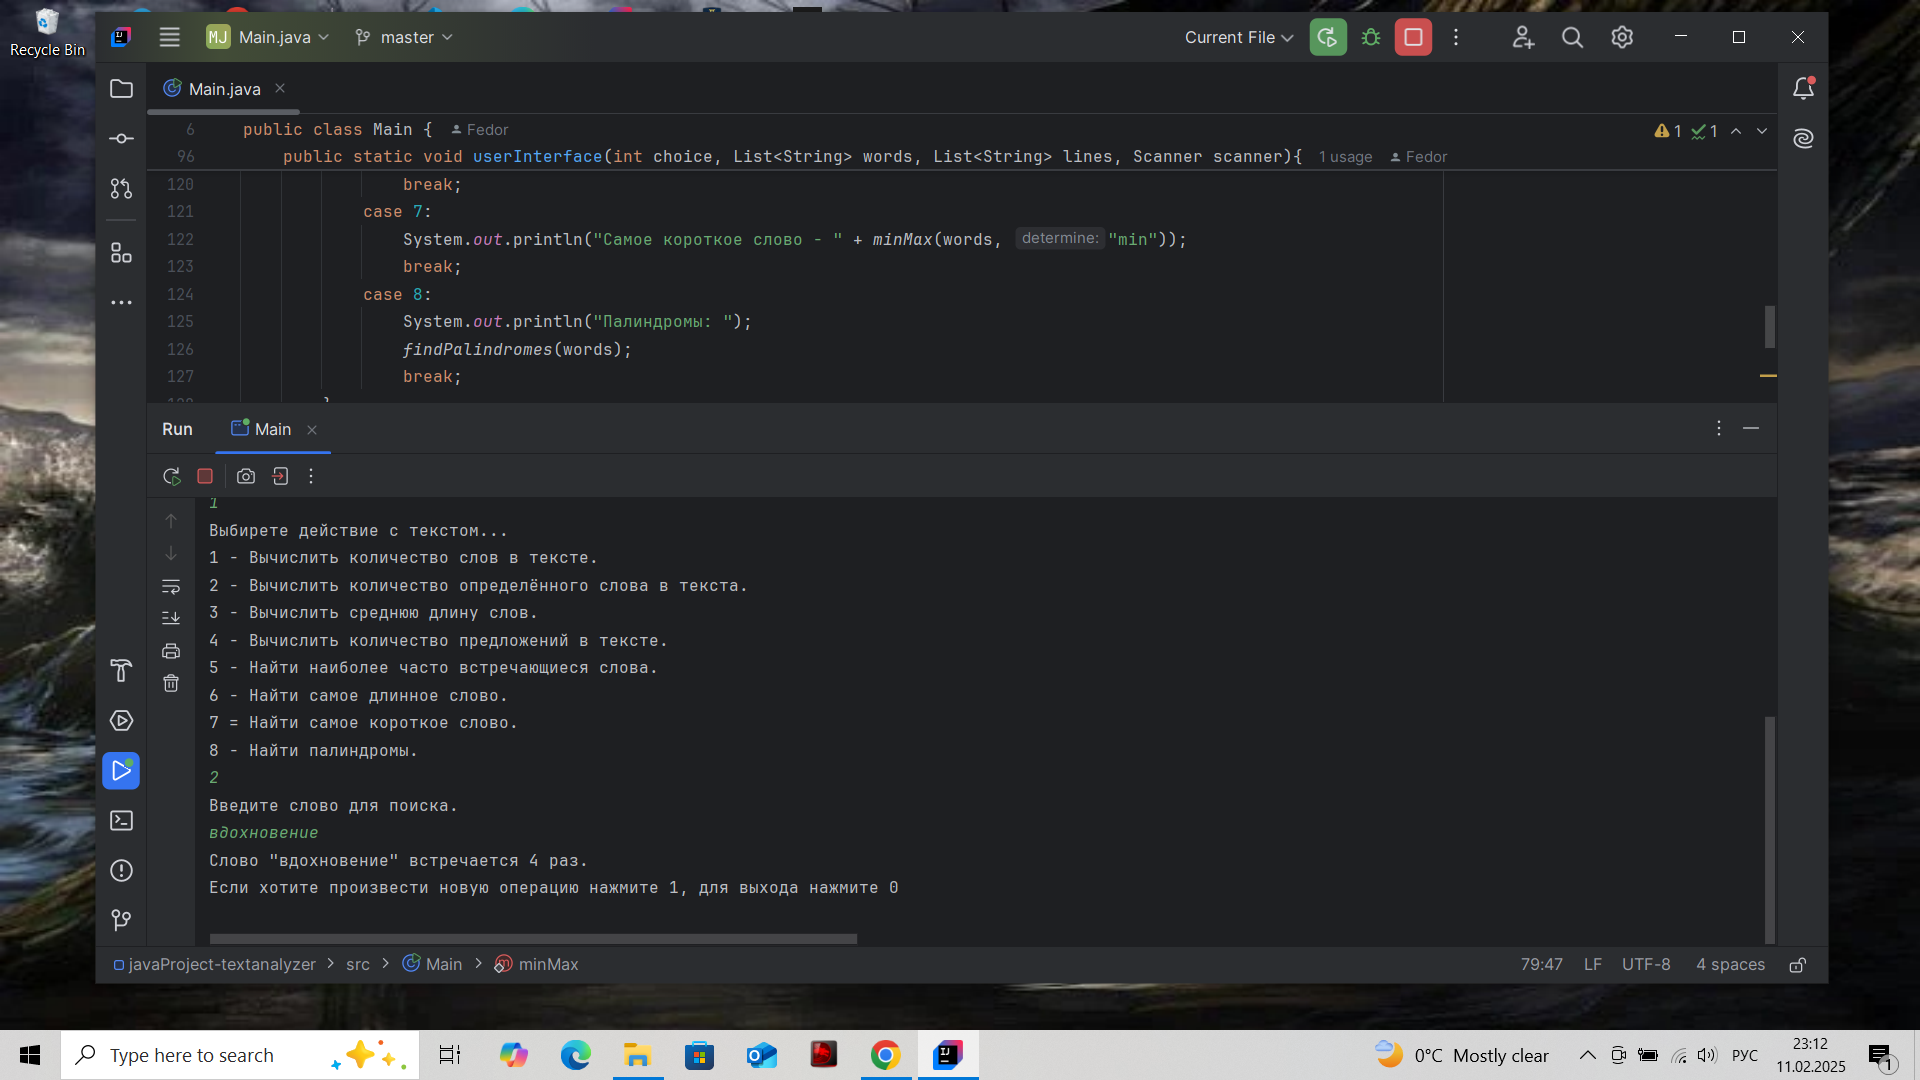 Recycle Bin
MJ Main.java master Current File
Main.java
6 public class Main { Fedor
1 1
96 public static void userInterface(int choice, List<String> words, List<String> lines, Scanner scanner){ 1 usage Fedor
120 break;
121 case 7:
122 System.out.println("Самое короткое слово - " + minMax(words, determine: "min"));
123 break;
124 case 8:
125 System.out.println("Палиндромы: ");
126 findPalindromes(words);
127 break;
Run Main
1
Выбирете действие с текстом...
1 - Вычислить количество слов в тексте.
2 - Вычислить количество определённого слова в текста.
3 - Вычислить среднюю длину слов.
4 - Вычислить количество предложений в тексте.
5 - Найти наиболее часто встречающиеся слова.
6 - Найти самое длинное слово.
7 = Найти самое короткое слово.
8 - Найти палиндромы.
2
Введите слово для поиска.
вдохновение
Слово "вдохновение" встречается 4 раз.
Если хотите произвести новую операцию нажмите 1, для выхода нажмите 0
javaProject-textanalyzer > src > Main > minMax
79:47 LF UTF-8 4 spaces
Type here to search
0°C Mostly clear
РУС
23:12
11.02.2025
1